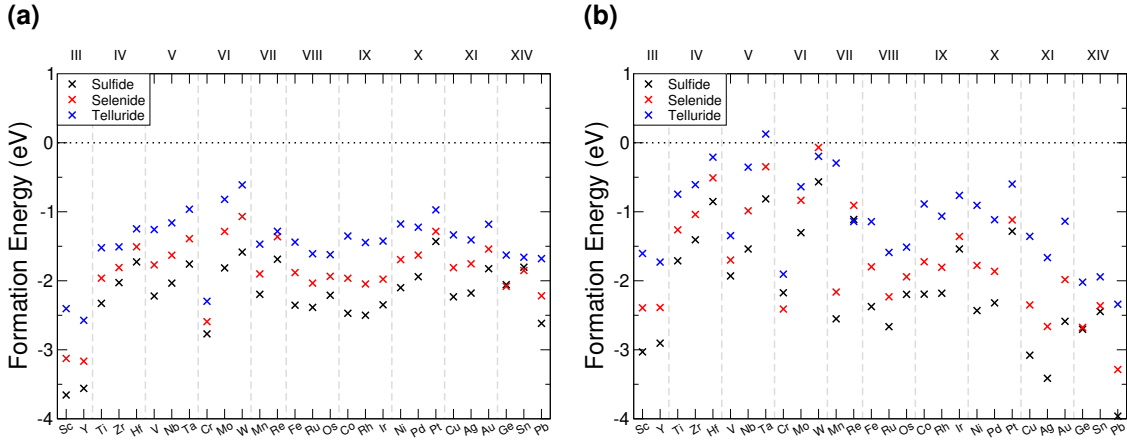 (a)
III IV V VI VII VIII IX X XI XIV
Formation Energy (eV)
1
0
-1
-2
-3
-4
Sulfide
Selenide
Telluride
Sc Y Ti Zr Hf V Nb Ta Cr Mo W Mn Re Fe Ru Os Co Rh Ir Ni Pd Pt Cu Ag Au Ge Sn Pb
(b)
III IV V VI VII VIII IX X XI XIV
Formation Energy (eV)
1
0
-1
-2
-3
-4
Sulfide
Selenide
Telluride
Sc Y Ti Zr Hf V Nb Ta Cr Mo W Mn Re Fe Ru Os Co Rh Ir Ni Pd Pt Cu Ag Au Ge Sn Pb